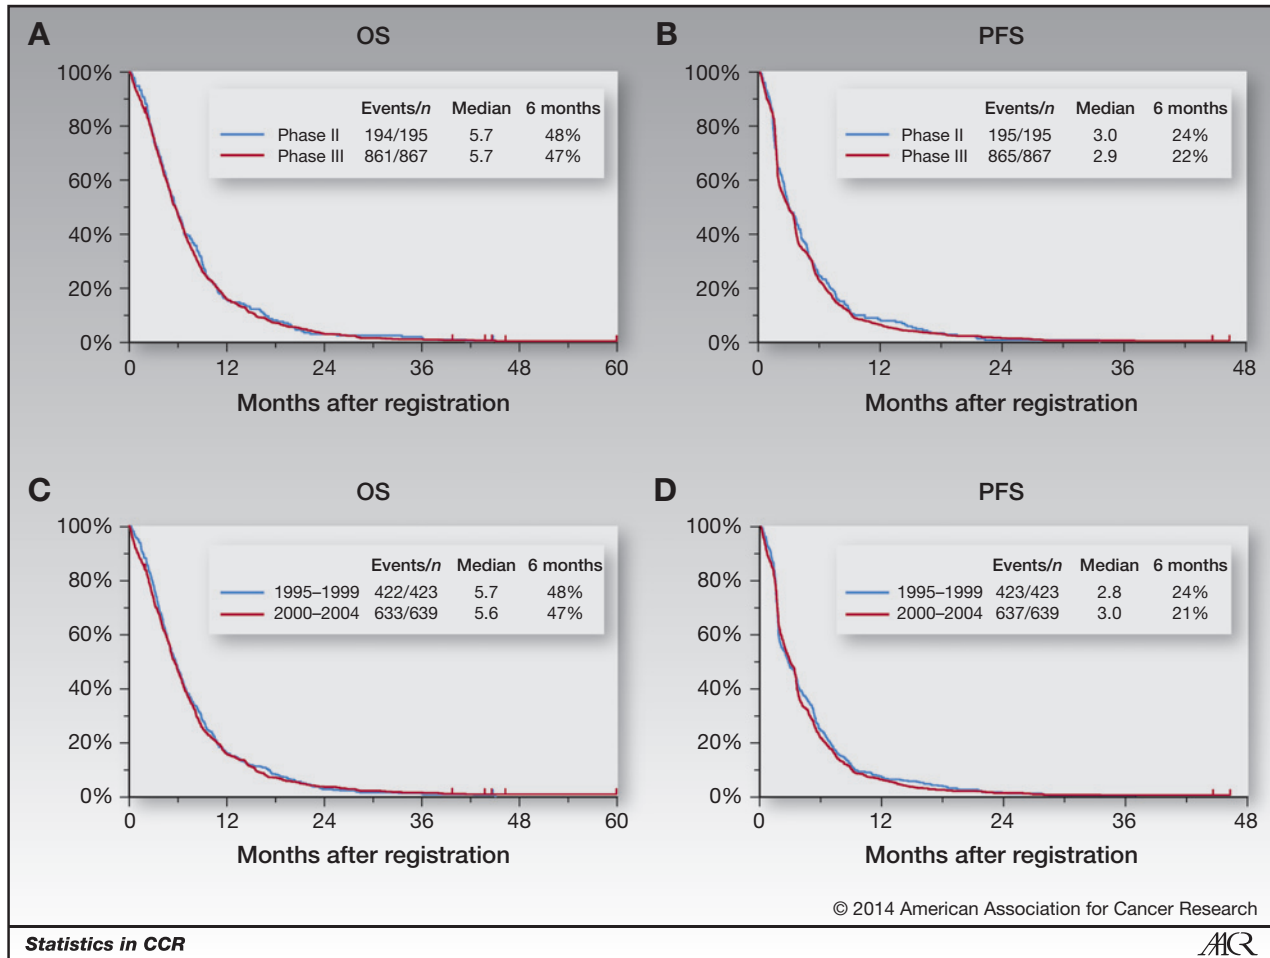 A
OS
100%
80%
60%
40%
20%
0%
Events/n Median 6 months
Phase II 194/195 5.7 48%
Phase III 861/867 5.7 47%
0 12 24 36 48 60
Months after registration
B
PFS
100%
80%
60%
40%
20%
0%
Events/n Median 6 months
Phase II 195/195 3.0 24%
Phase III 865/867 2.9 22%
0 12 24 36 48
Months after registration
C
OS
100%
80%
60%
40%
20%
0%
Events/n Median 6 months
1995–1999 422/423 5.7 48%
2000–2004 633/639 5.6 47%
0 12 24 36 48 60
Months after registration
D
PFS
100%
80%
60%
40%
20%
0%
Events/n Median 6 months
1995–1999 423/423 2.8 24%
2000–2004 637/639 3.0 21%
0 12 24 36 48
Months after registration
© 2014 American Association for Cancer Research
Statistics in CCR
AACR